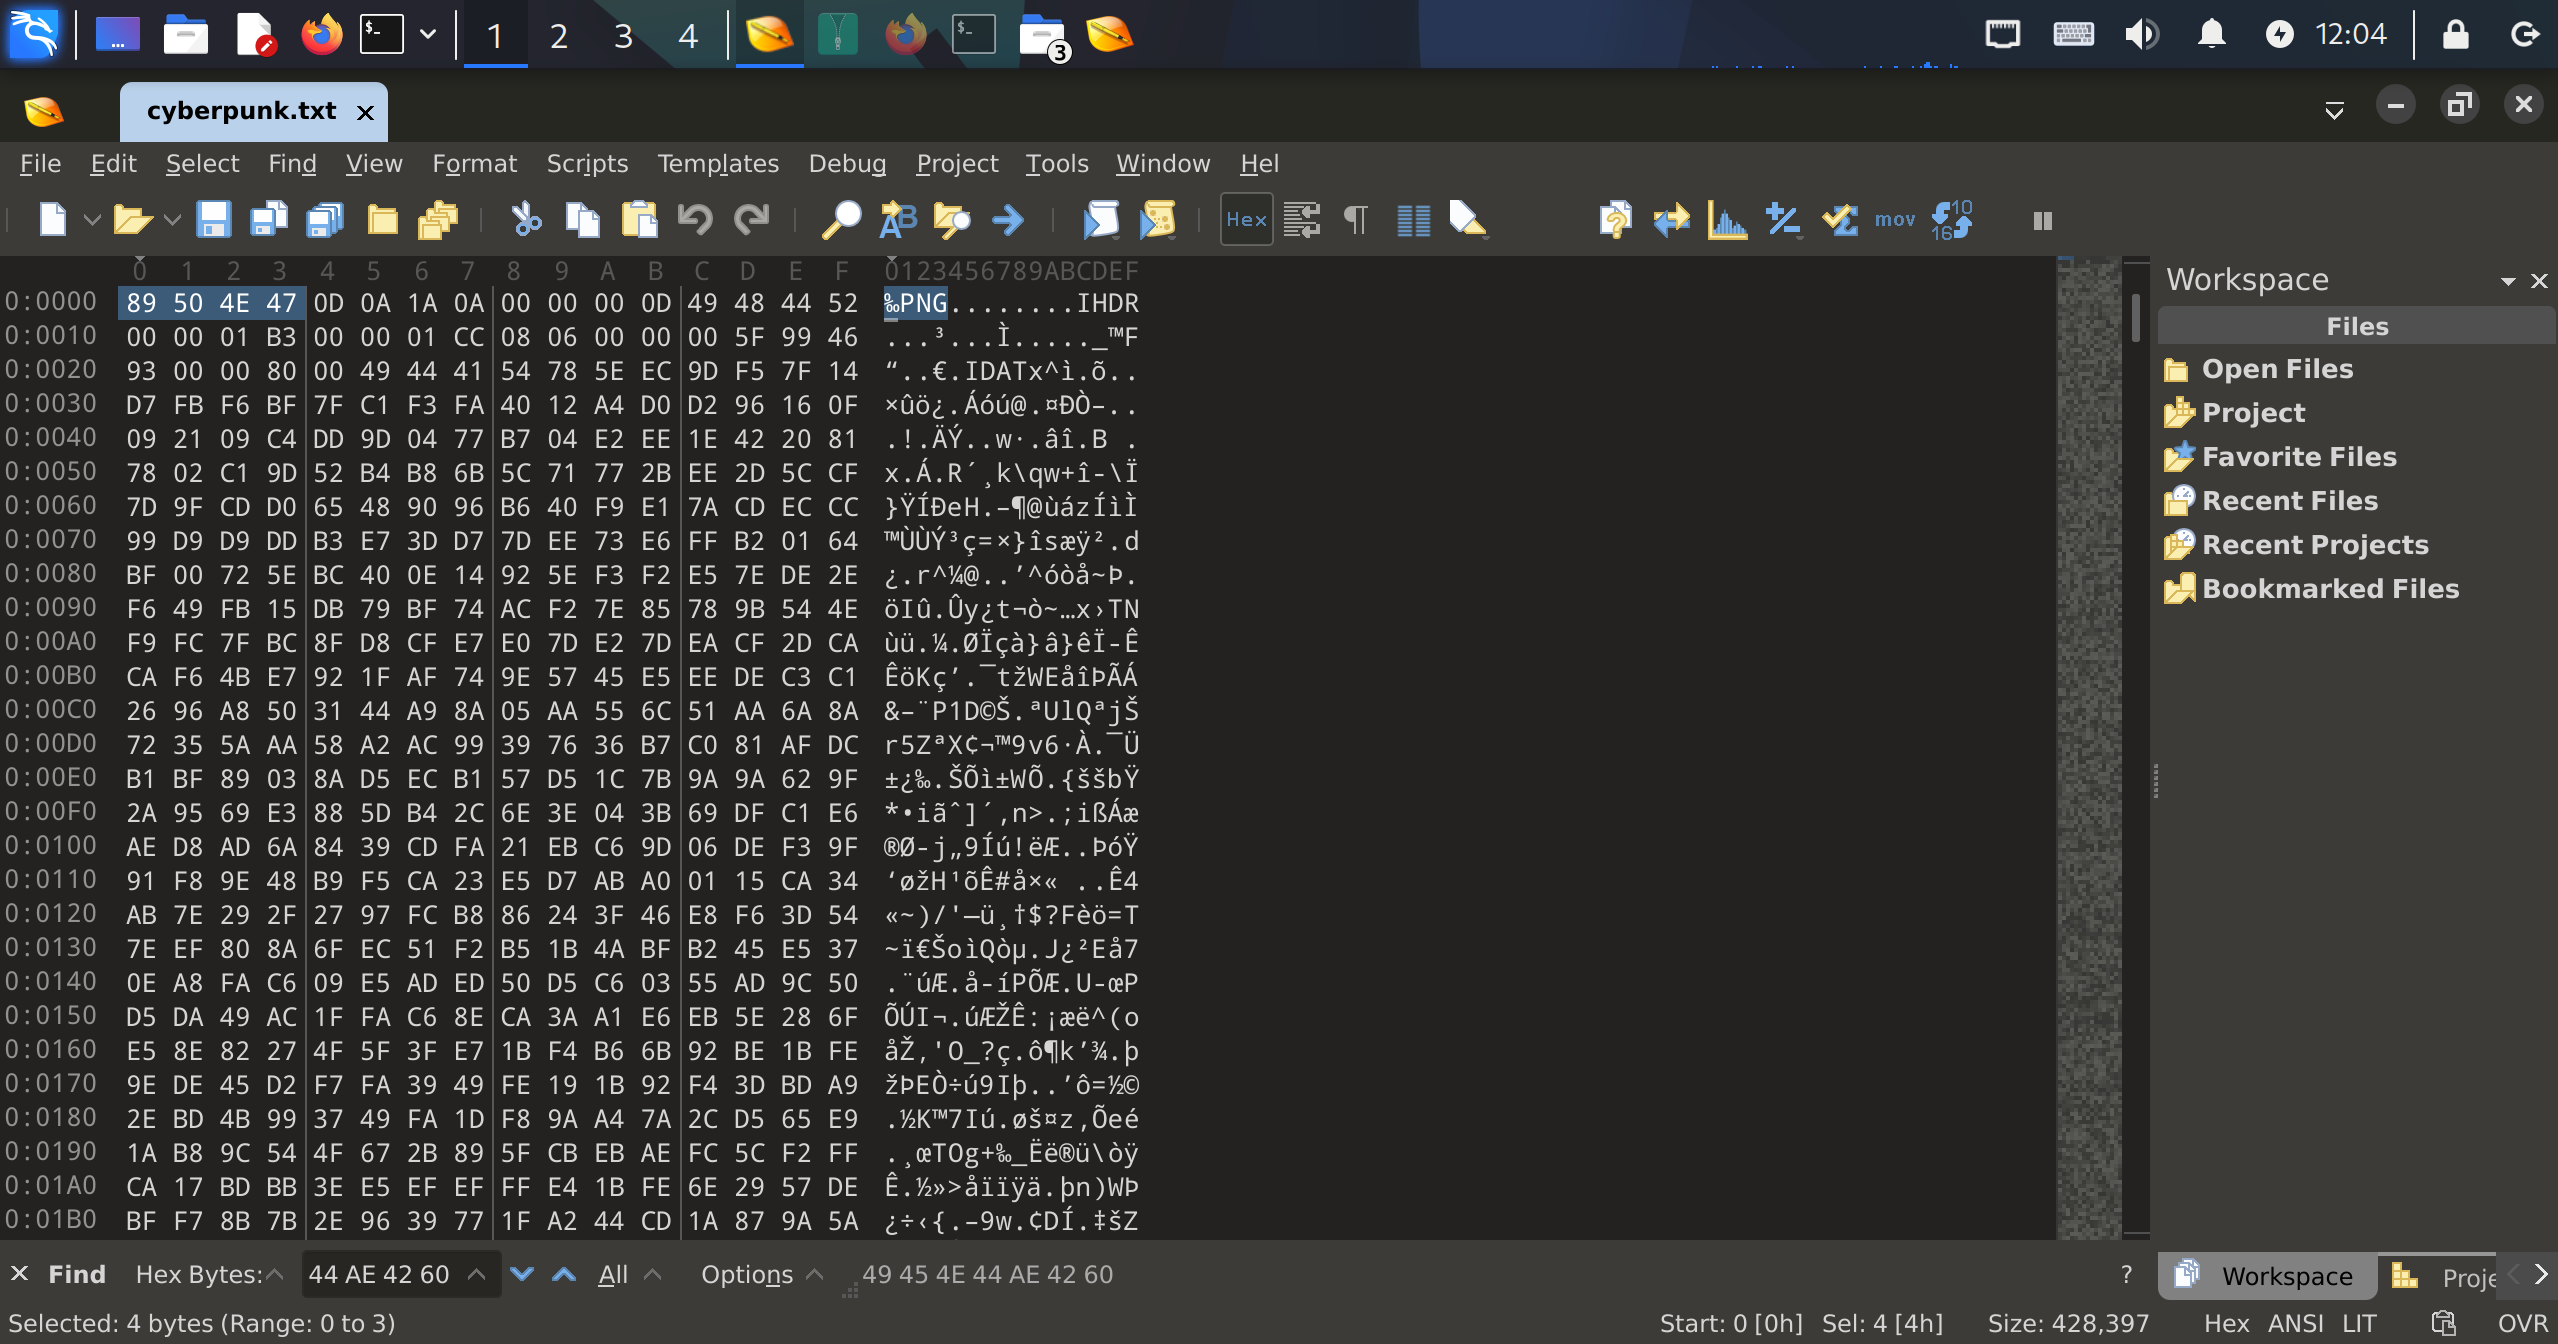 1 2 3 4 3 12:04
cyberpunk.txt
File Edit Select Find View Format Scripts Templates Debug Project Tools Window Hel
Hex mov 10 16
0 1 2 3 4 5 6 7 8 9 A B C D E F 0123456789ABCDEF
0:0000 89 50 4E 47 0D 0A 1A 0A 00 00 00 0D 49 48 44 52 ‰PNG........IHDR
0:0010 00 00 01 B3 00 00 01 CC 08 06 00 00 00 5F 99 46 ...³...Ì....._™F
0:0020 93 00 00 80 00 49 44 41 54 78 5E EC 9D F5 7F 14 “..€.IDATx^ì.õ..
0:0030 D7 FB F6 BF 7F C1 F3 FA 40 12 A4 D0 D2 96 16 0F ×ûö¿.Áóú@.¤ÐÒ–..
0:0040 09 21 09 C4 DD 9D 04 77 B7 04 E2 EE 1E 42 20 81 .!.ÄÝ..w·.âî.B .
0:0050 78 02 C1 9D 52 B4 B8 6B 5C 71 77 2B EE 2D 5C CF x.Á.R´¸k\qw+î-\Ï
0:0060 7D 9F CD D0 65 48 90 96 B6 40 F9 E1 7A CD EC CC }ŸÍÐeH.–¶@ùázÍìÌ
0:0070 99 D9 D9 DD B3 E7 3D D7 7D EE 73 E6 FF B2 01 64 ™ÙÙÝ³ç=×}îsæÿ².d
0:0080 BF 00 72 5E BC 40 0E 14 92 5E F3 F2 E5 7E DE 2E ¿.r^¼@..’^óòå~Þ.
0:0090 F6 49 FB 15 DB 79 BF 74 AC F2 7E 85 78 9B 54 4E öIû.Ûy¿t¬ò~…x›TN
0:00A0 F9 FC 7F BC 8F D8 CF E7 E0 7D E2 7D EA CF 2D CA ùü.¼.ØÏçà}â}êÏ-Ê
0:00B0 CA F6 4B E7 92 1F AF 74 9E 57 45 E5 EE DE C3 C1 ÊöKç’.¯tžWEåîÞÃÁ
0:00C0 26 96 A8 50 31 44 A9 8A 05 AA 55 6C 51 AA 6A 8A &–¨P1D©Š.ªUlQªjŠ
0:00D0 72 35 5A AA 58 A2 AC 99 39 76 36 B7 C0 81 AF DC r5ZªX¢¬™9v6·À.¯Ü
0:00E0 B1 BF 89 03 8A D5 EC B1 57 D5 1C 7B 9A 9A 62 9F ±¿‰.ŠÕì±WÕ.{ššbŸ
0:00F0 2A 95 69 E3 88 5D B4 2C 6E 3E 04 3B 69 DF C1 E6 *•iãˆ]´,n>.;ißÁæ
0:0100 AE D8 AD 6A 84 39 CD FA 21 EB C6 9D 06 DE F3 9F ®Ø-j„9Íú!ëÆ..ÞóŸ
0:0110 91 F8 9E 48 B9 F5 CA 23 E5 D7 AB A0 01 15 CA 34 ‘øžH¹õÊ#å×« ..Ê4
0:0120 AB 7E 29 2F 27 97 FC B8 86 24 3F 46 E8 F6 3D 54 «~)/'—ü¸†$?Fèö=T
0:0130 7E EF 80 8A 6F EC 51 F2 B5 1B 4A BF B2 45 E5 37 ~ï€ŠoìQòµ.J¿²Eå7
0:0140 0E A8 FA C6 09 E5 AD ED 50 D5 C6 03 55 AD 9C 50 .¨úÆ.å-íPÕÆ.U-œP
0:0150 D5 DA 49 AC 1F FA C6 8E CA 3A A1 E6 EB 5E 28 6F ÕÚI¬.úÆŽÊ:¡æë^(o
0:0160 E5 8E 82 27 4F 5F 3F E7 1B F4 B6 6B 92 BE 1B FE åŽ‚'O_?ç.ô¶k’¾.þ
0:0170 9E DE 45 D2 F7 FA 39 49 FE 19 1B 92 F4 3D BD A9 žÞEÒ÷ú9Iþ..’ô=½©
0:0180 2E BD 4B 99 37 49 FA 1D F8 9A A4 7A 2C D5 65 E9 .½K™7Iú.øš¤z,Õeé
0:0190 1A B8 9C 54 4F 67 2B 89 5F CB EB AE FC 5C F2 FF .¸œTOg+‰_Ëë®ü\òÿ
0:01A0 CA 17 BD BB 3E E5 EF EF FF E4 1B FE 6E 29 57 DE Ê.½»>åïïÿä.þn)WÞ
0:01B0 BF F7 8B 7B 2E 96 39 77 1F A2 44 CD 1A 87 9A 5A ¿÷‹{.–9w.¢DÍ.‡šZ
Workspace
Files
Open Files
Project
Favorite Files
Recent Files
Recent Projects
Bookmarked Files
Find Hex Bytes: 44 AE 42 60 All Options 49 45 4E 44 AE 42 60 ? Workspace Proje
Selected: 4 bytes (Range: 0 to 3) Start: 0 [0h] Sel: 4 [4h] Size: 428,397 Hex ANSI LIT OVR